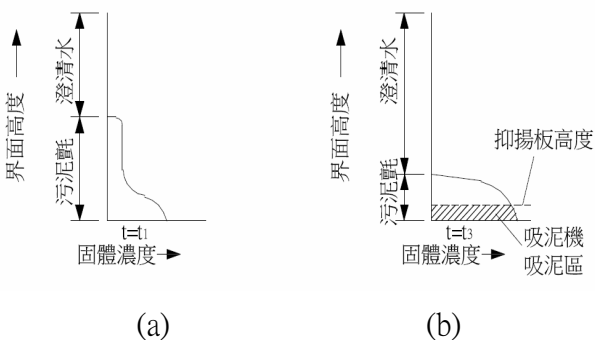 界面高度
澄清水
污泥氈
t=t1
固體濃度
(a)
界面高度
澄清水
污泥氈
抑揚板高度
t=t3
固體濃度
吸泥機
吸泥區
(b)